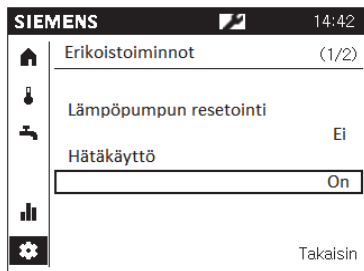 SIEMENS 14:42
Erikoistoiminnot (1/2)
Lämpöpumpun resetointi
Ei
Hätäkäyttö
On
Takaisin